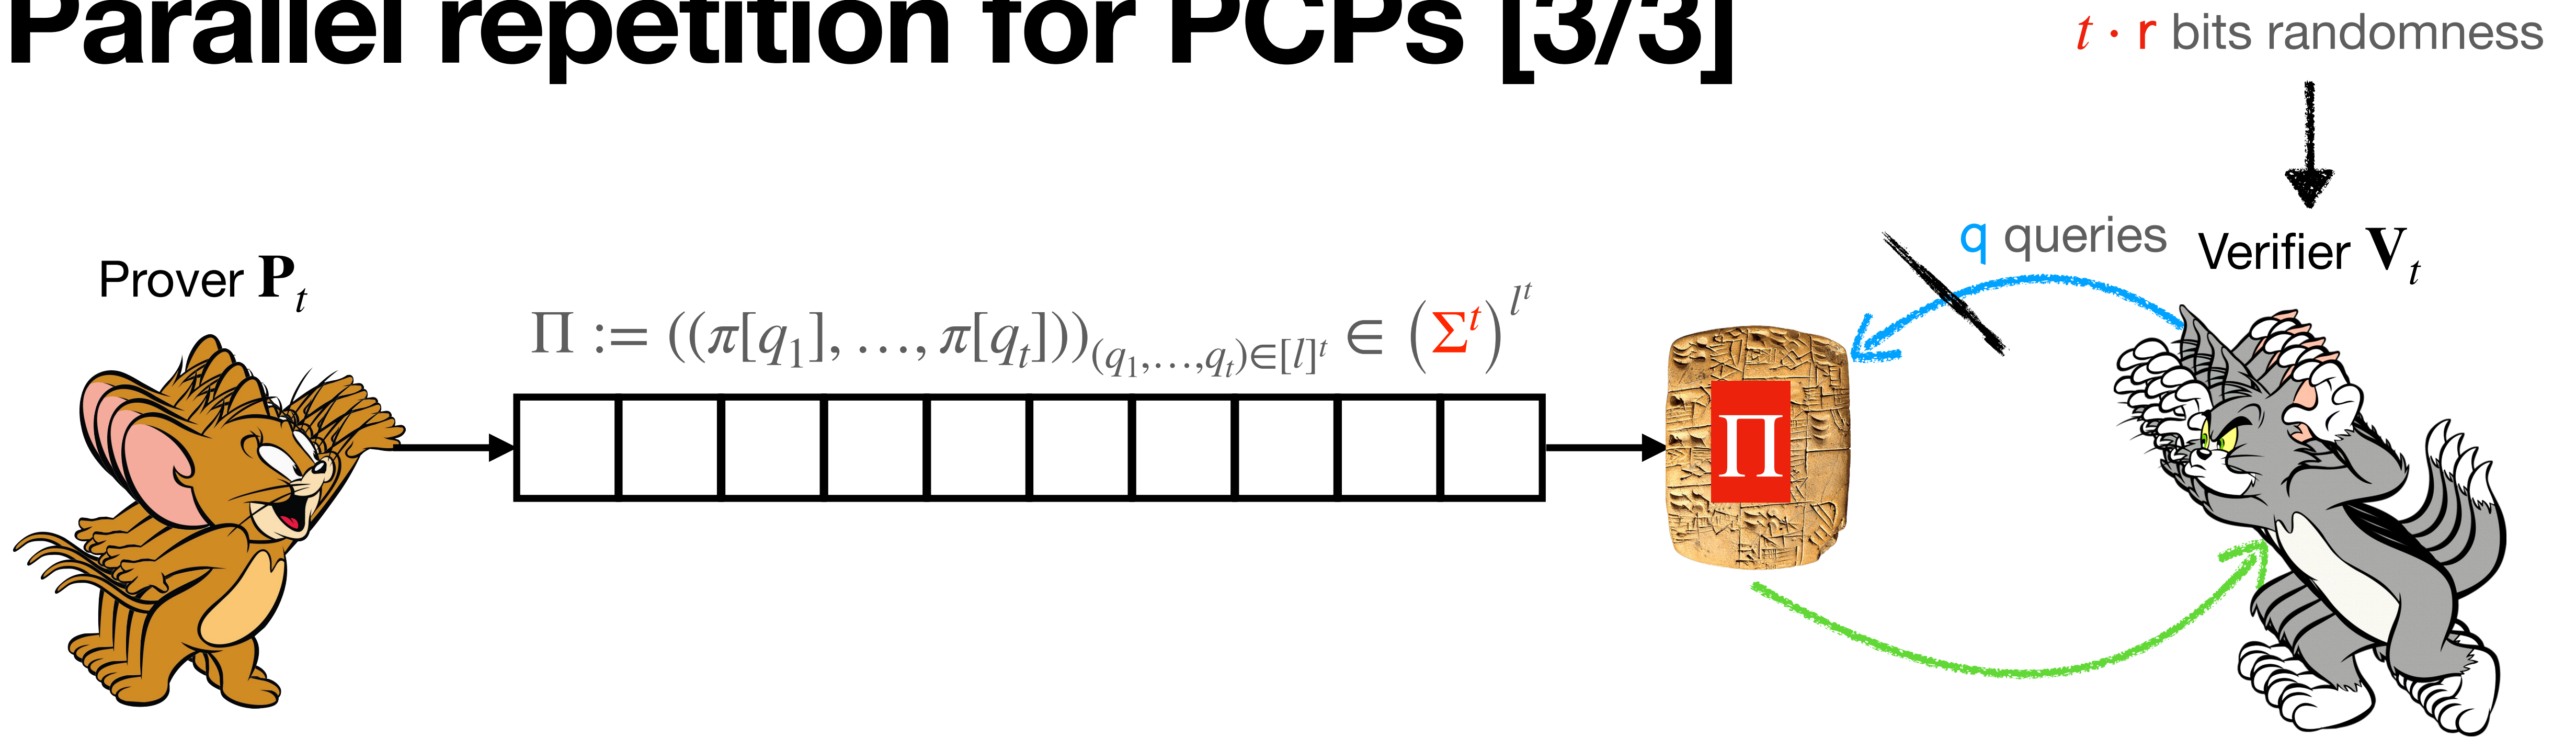 Parallel repetition for PCPs [3/3]
t · r bits randomness
q queries
Prover P_t
Verifier V_t
Π := ((π[q_1], …, π[q_t]))_{(q_1,…,q_t)∈[l]^t} ∈ (Σ^t)^{l^t}
Π